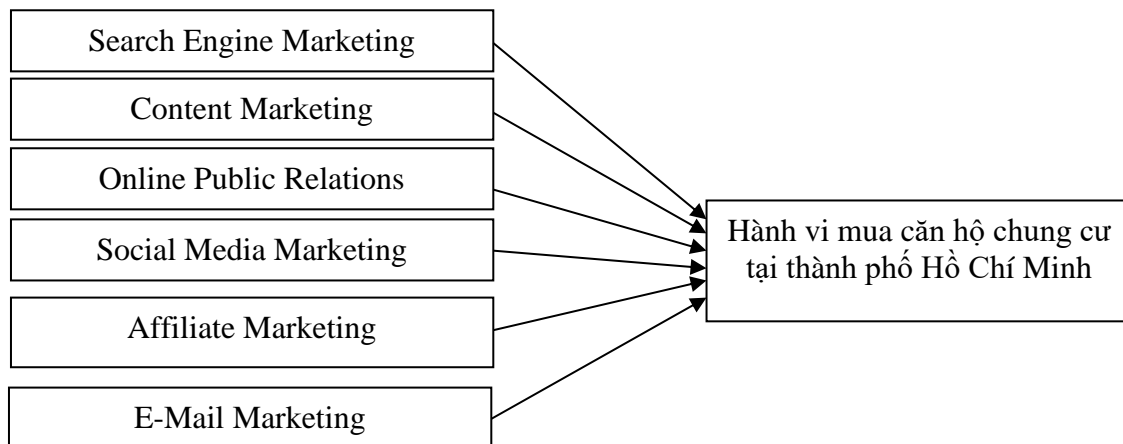 Search Engine Marketing
Content Marketing
Online Public Relations
Social Media Marketing
Affiliate Marketing
E-Mail Marketing
Hành vi mua căn hộ chung cư
tại thành phố Hồ Chí Minh